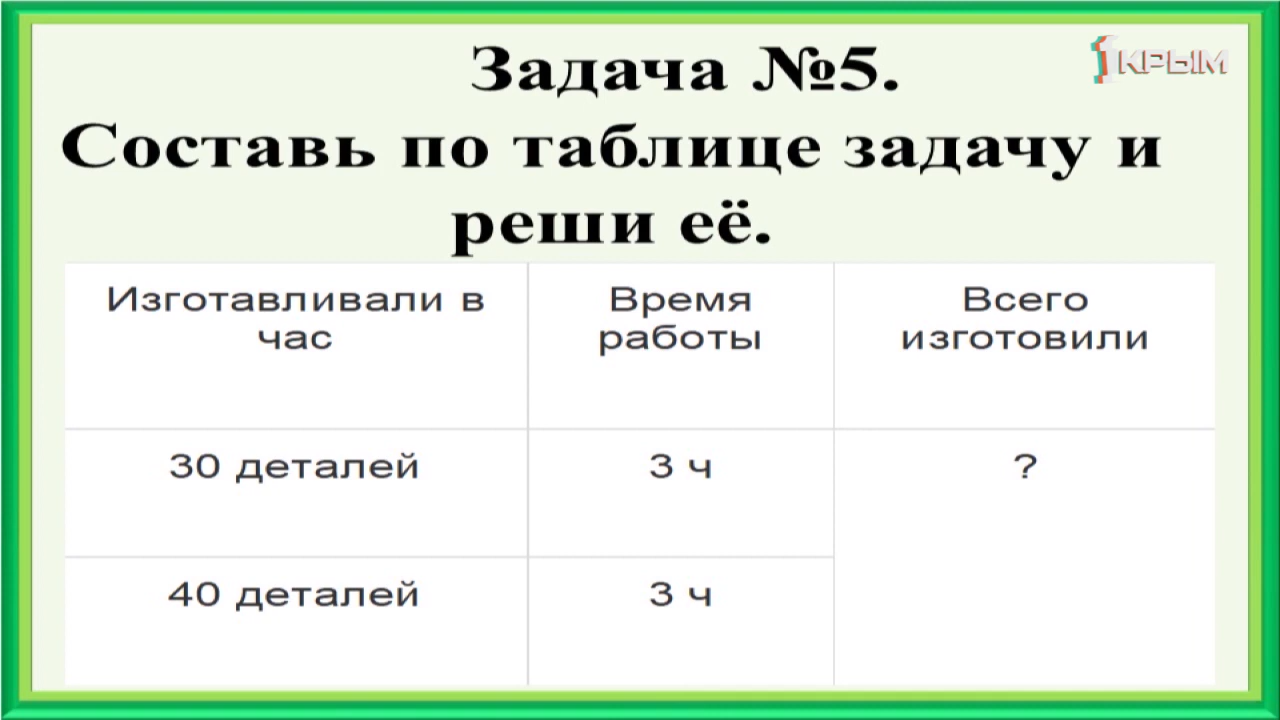 Задача №5.
1КРЫМ
Составь по таблице задачу и
реши её.
Изготавливали в час
Время работы
Всего изготовили
30 деталей
3 ч
?
40 деталей
3 ч